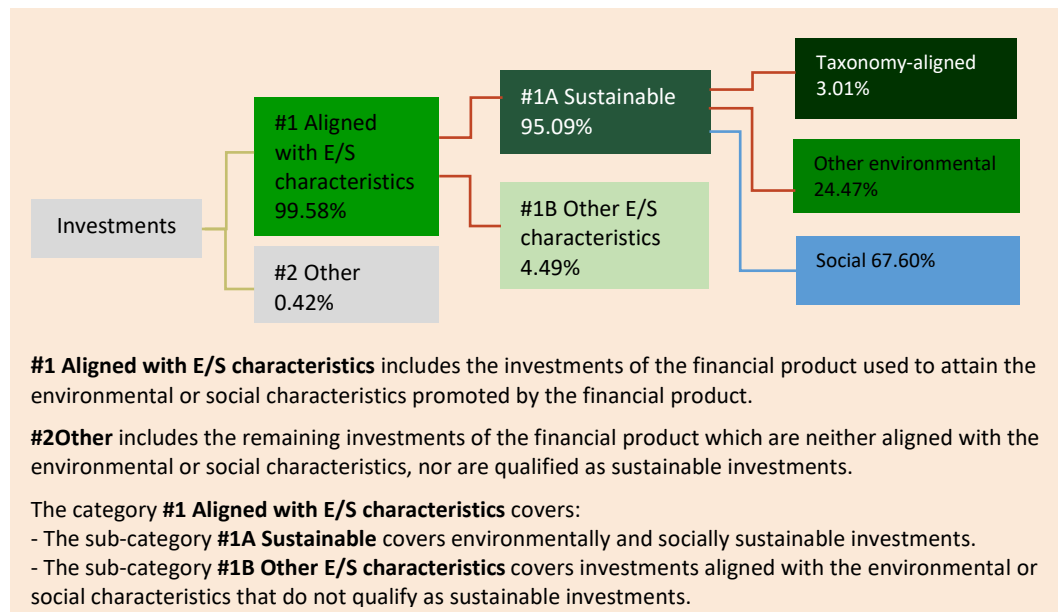 Investments
#1 Aligned
with E/S
characteristics
99.58%
#2 Other
0.42%
#1A Sustainable
95.09%
#1B Other E/S
characteristics
4.49%
Taxonomy-aligned
3.01%
Other environmental
24.47%
Social 67.60%
#1 Aligned with E/S characteristics includes the investments of the financial product used to attain the
environmental or social characteristics promoted by the financial product.
#2Other includes the remaining investments of the financial product which are neither aligned with the
environmental or social characteristics, nor are qualified as sustainable investments.
The category #1 Aligned with E/S characteristics covers:
- The sub-category #1A Sustainable covers environmentally and socially sustainable investments.
- The sub-category #1B Other E/S characteristics covers investments aligned with the environmental or
social characteristics that do not qualify as sustainable investments.